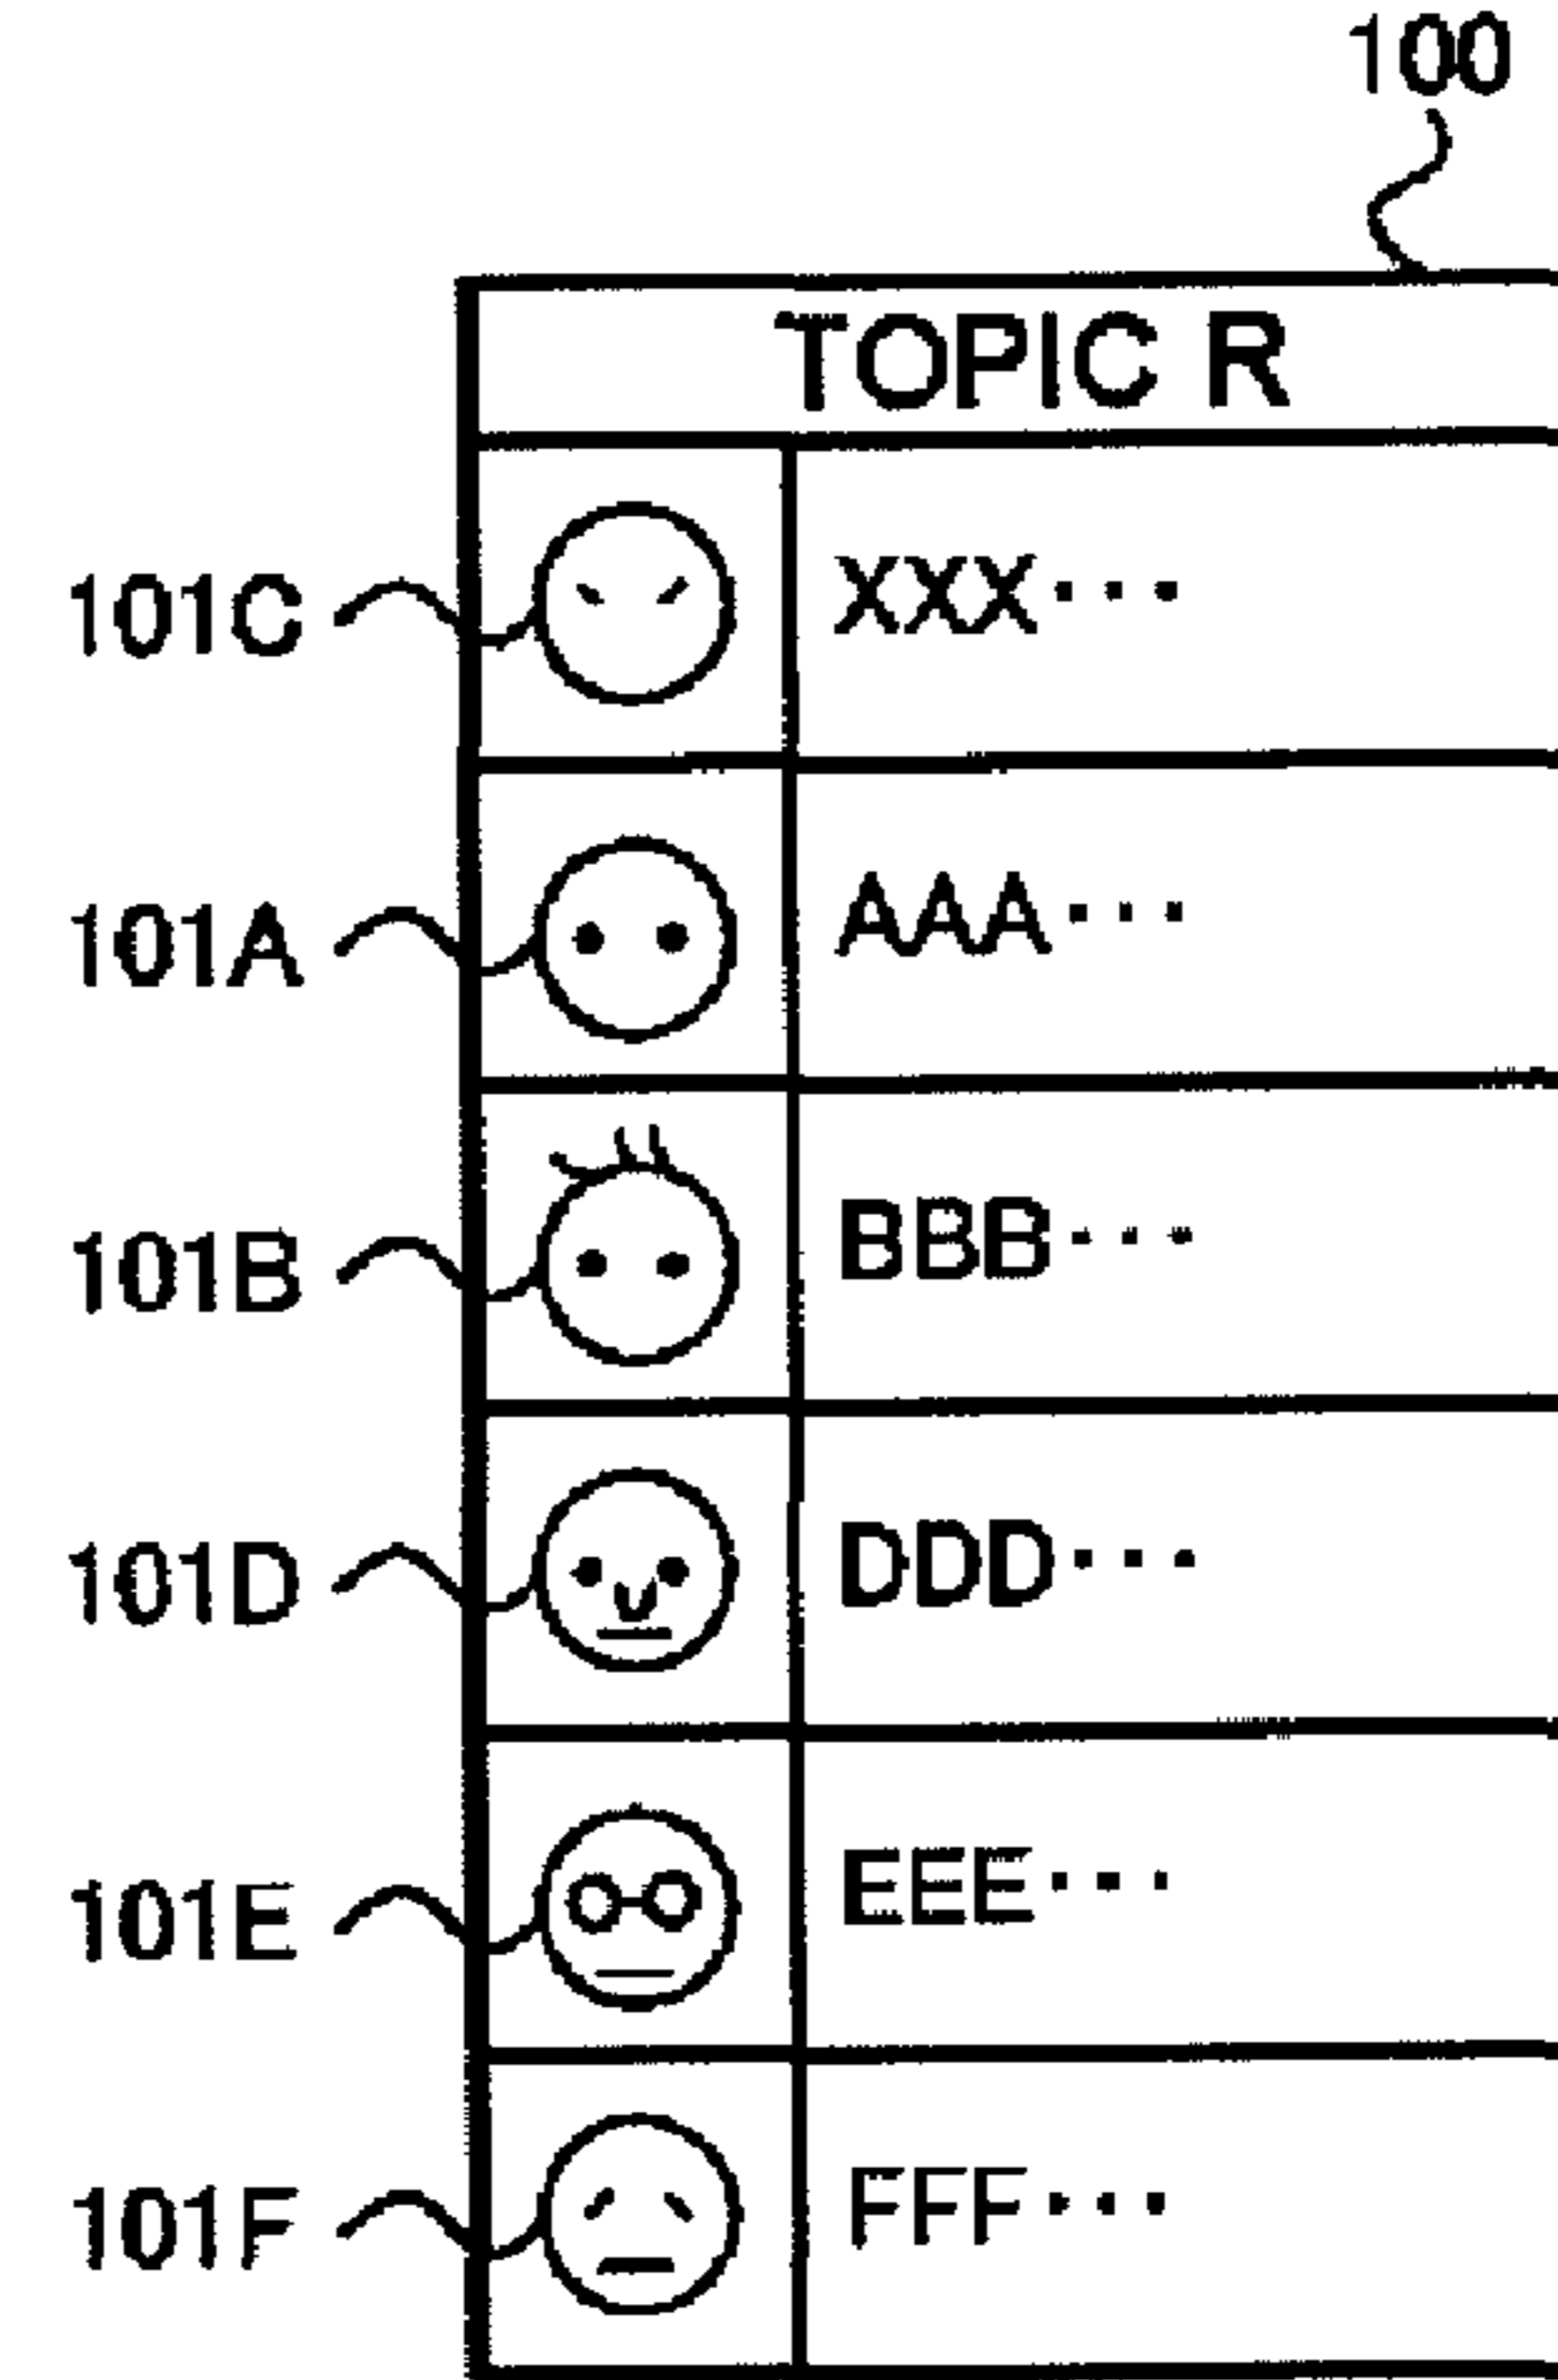 100
TOPIC R
101C XXX···
101A AAA···
101B BBB···
101D DDD···
101E EEE···
101F FFF···